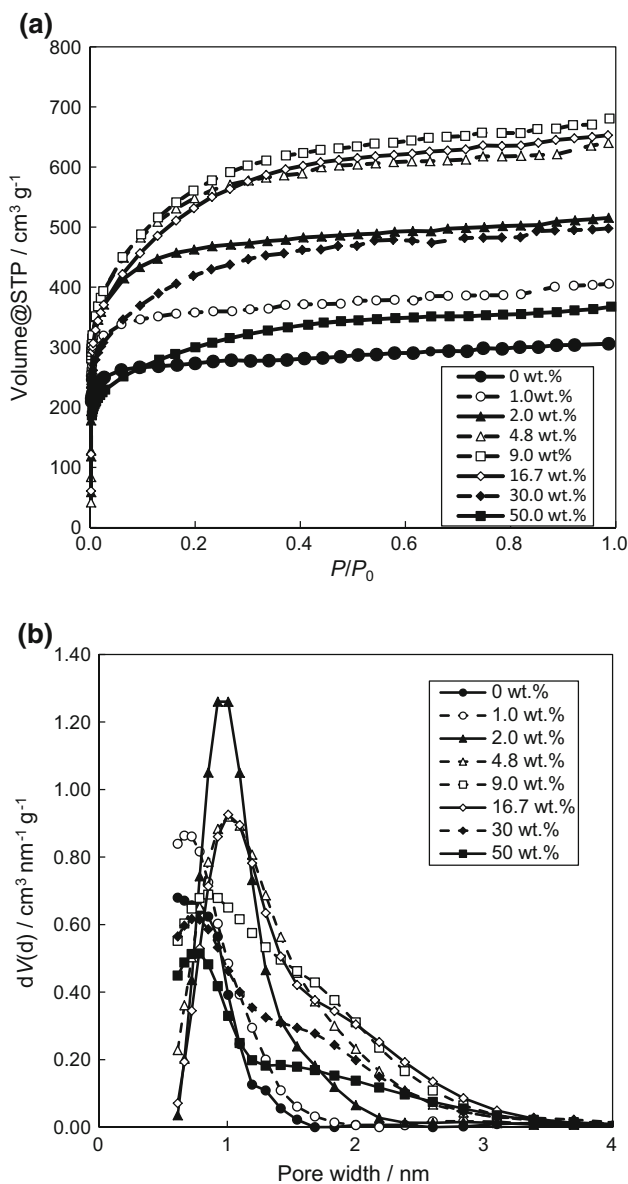 (a)
800
700
600
500
400
300
200
100
0
Volume@STP / cm³ g⁻¹
0 wt.%
1.0wt.%
2.0 wt.%
4.8 wt.%
9.0 wt%
16.7 wt.%
30.0 wt.%
50.0 wt.%
0.0 0.2 0.4 0.6 0.8 1.0
P/P₀
(b)
1.40
1.20
1.00
0.80
0.60
0.40
0.20
0.00
dV(d) / cm³ nm⁻¹ g⁻¹
0 wt.%
1.0 wt.%
2.0 wt.%
4.8 wt.%
9.0 wt.%
16.7 wt.%
30 wt.%
50 wt.%
0 1 2 3 4
Pore width / nm